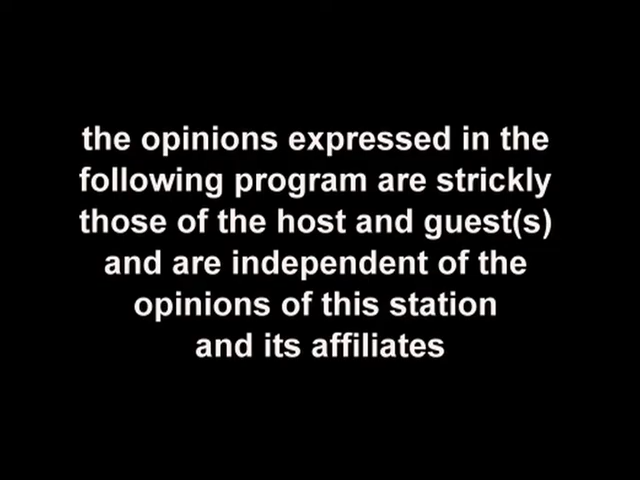 the opinions expressed in the
following program are strickly
those of the host and guest(s)
and are independent of the
opinions of this station
and its affiliates